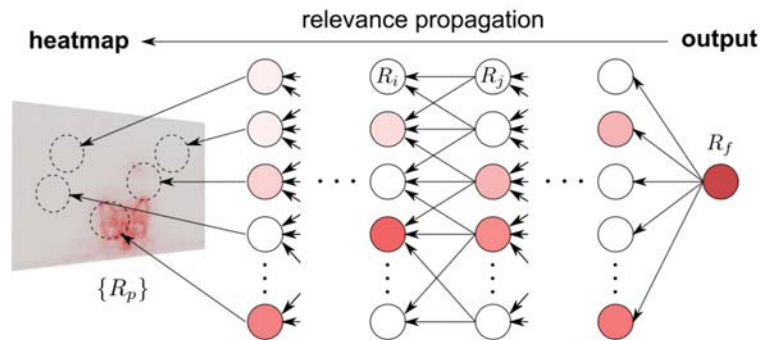 relevance propagation
heatmap
output
R_i
R_j
R_f
{R_p}